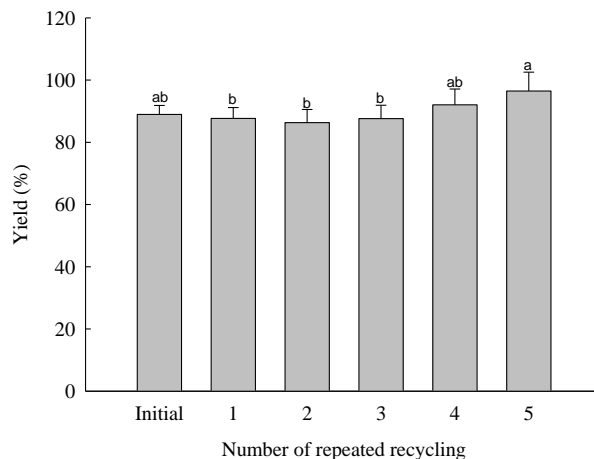 120
100
80
60
40
20
0
Yield (%)
ab
b
b
b
ab
a
Initial 1 2 3 4 5
Number of repeated recycling